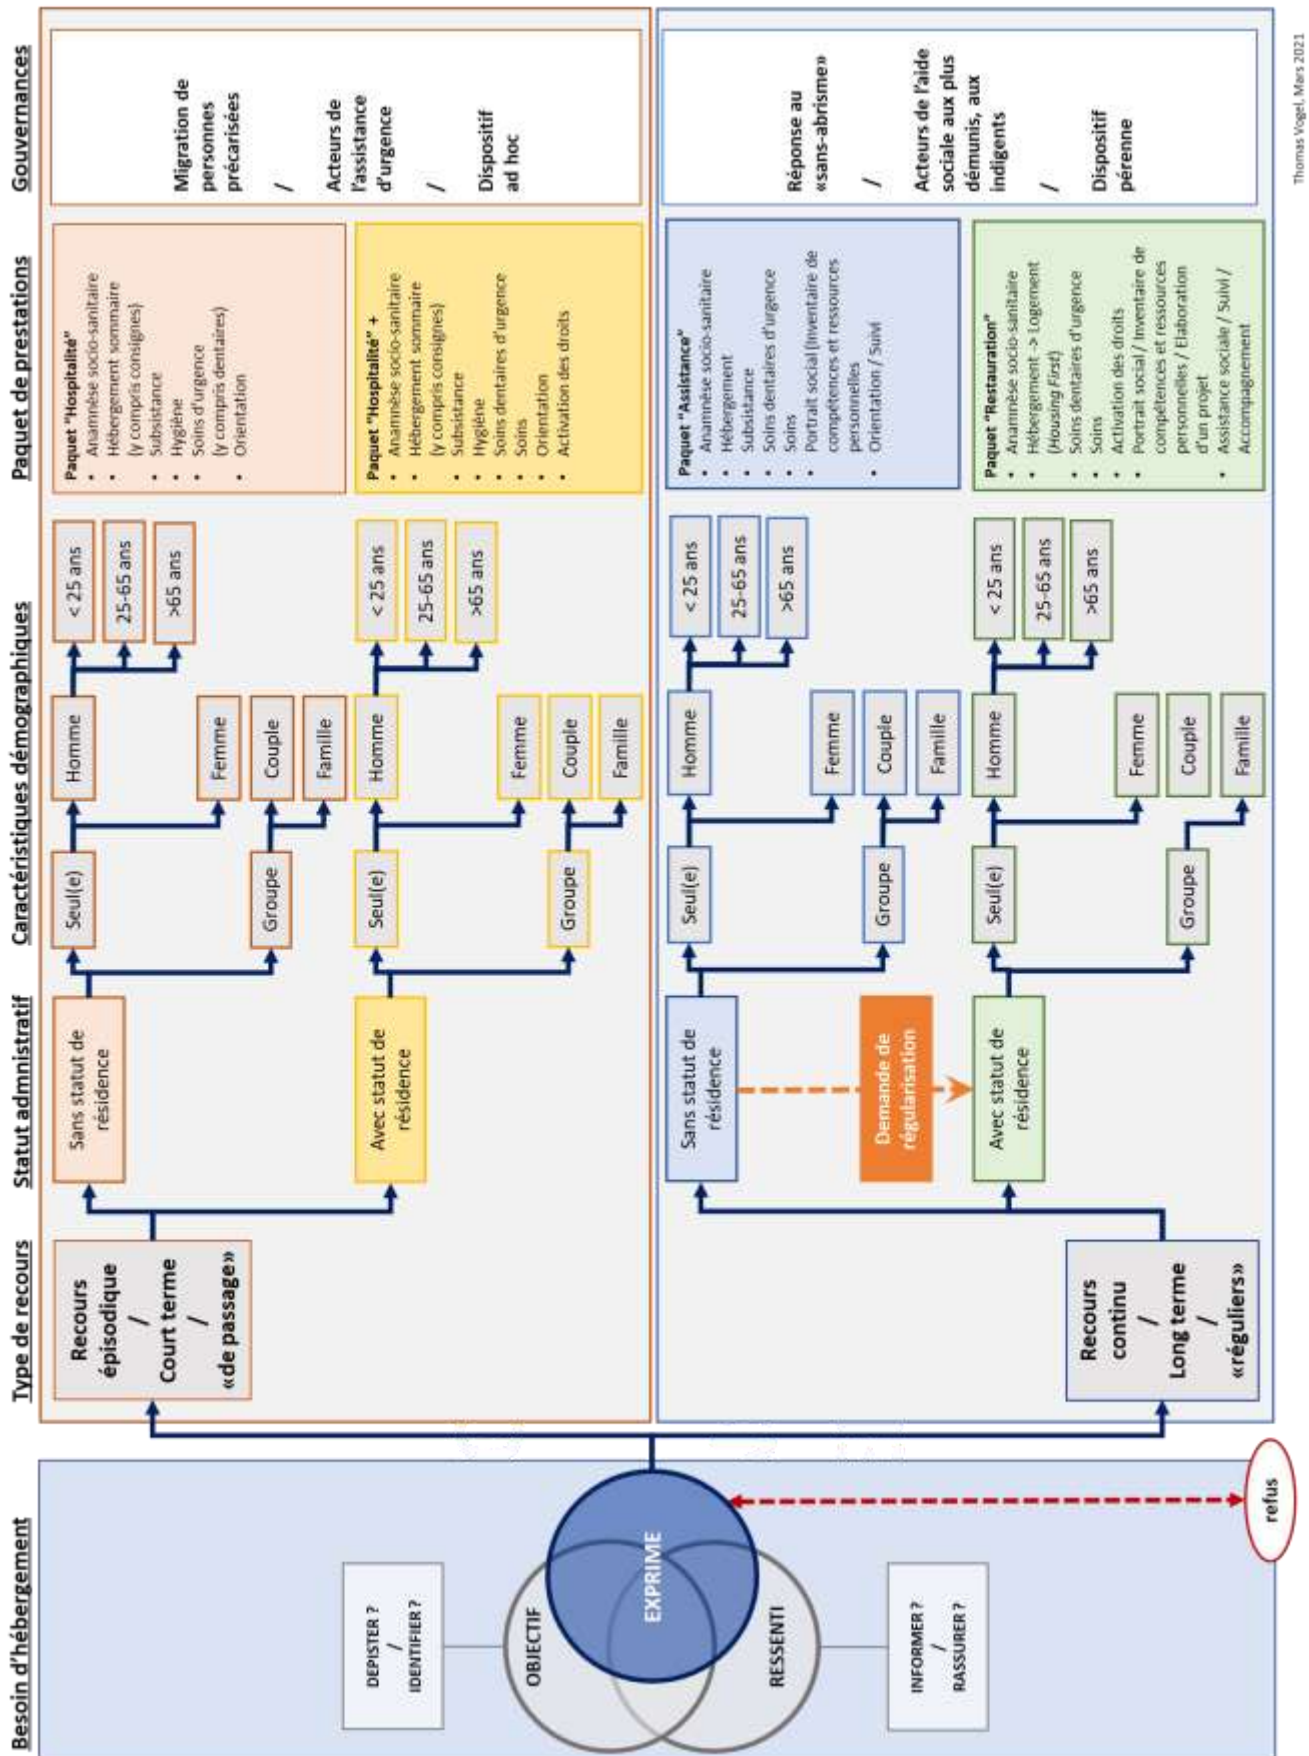 Besoin d'hébergement
Type de recours
Statut admnistratif
Caractéristiques démographiques
Paquet de prestations
Gouvernances
DEPISTER ?
/
IDENTIFIER ?
OBJECTIF
EXPRIME
RESSENTI
INFORMER ?
/
RASSURER ?
refus
Recours
épisodique
/
Court terme
/
«de passage»
Sans statut de
résidence
Seul(e)
Homme
< 25 ans
25-65 ans
>65 ans
Femme
Groupe
Couple
Famille
Paquet "Hospitalité"
• Anamnèse socio-sanitaire
• Hébergement sommaire
(y compris consignes)
• Subsistance
• Hygiène
• Soins d'urgence
(y compris dentaires)
• Orientation
Avec statut de
résidence
Seul(e)
Homme
< 25 ans
25-65 ans
>65 ans
Femme
Groupe
Couple
Famille
Paquet "Hospitalité" +
• Anamnèse socio-sanitaire
• Hébergement sommaire
(y compris consignes)
• Subsistance
• Hygiène
• Soins dentaires d'urgence
• Soins
• Orientation
• Activation des droits
Migration de
personnes
précarisées
/
Acteurs de
l'assistance
d'urgence
/
Dispositif
ad hoc
Recours
continu
/
Long terme
/
«réguliers»
Sans statut de
résidence
Demande de
régularisation
Seul(e)
Homme
< 25 ans
25-65 ans
>65 ans
Femme
Groupe
Couple
Famille
Paquet "Assistance"
• Anamnèse socio-sanitaire
• Hébergement
• Subsistance
• Soins dentaires d'urgence
• Soins
• Portrait social (Inventaire de
compétences et ressources
personnelles
• Orientation / Suivi
Avec statut de
résidence
Seul(e)
Homme
< 25 ans
25-65 ans
>65 ans
Femme
Groupe
Couple
Famille
Paquet "Restauration"
• Anamnèse socio-sanitaire
• Hébergement -> Logement
(Housing First)
• Soins dentaires d'urgence
• Soins
• Activation des droits
• Portrait social / Inventaire de
compétences et ressources
personnelles / Elaboration
d'un projet
• Assistance sociale / Suivi /
Accompagnement
Réponse au
«sans-abrisme»
/
Acteurs de l'aide
sociale aux plus
démunis, aux
indigents
/
Dispositif
pérenne
Thomas Vogel, Mars 2021